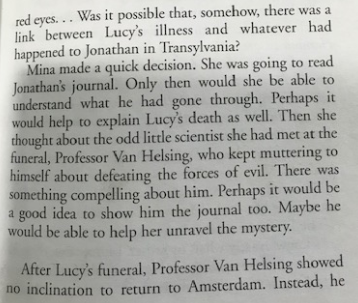 red eyes. . . Was it possible that, somehow, there was a
link between Lucy's illness and whatever had
happened to Jonathan in Transylvania?
Mina made a quick decision. She was going to read
Jonathan's journal. Only then would she be able to
understand what he had gone through. Perhaps it
would help to explain Lucy's death as well. Then she
thought about the odd little scientist she had met at the
funeral, Professor Van Helsing, who kept muttering to
himself about defeating the forces of evil. There was
something compelling about him. Perhaps it would be
a good idea to show him the journal too. Maybe he
would be able to help her unravel the mystery.
After Lucy's funeral, Professor Van Helsing showed
no inclination to return to Amsterdam. Instead, he